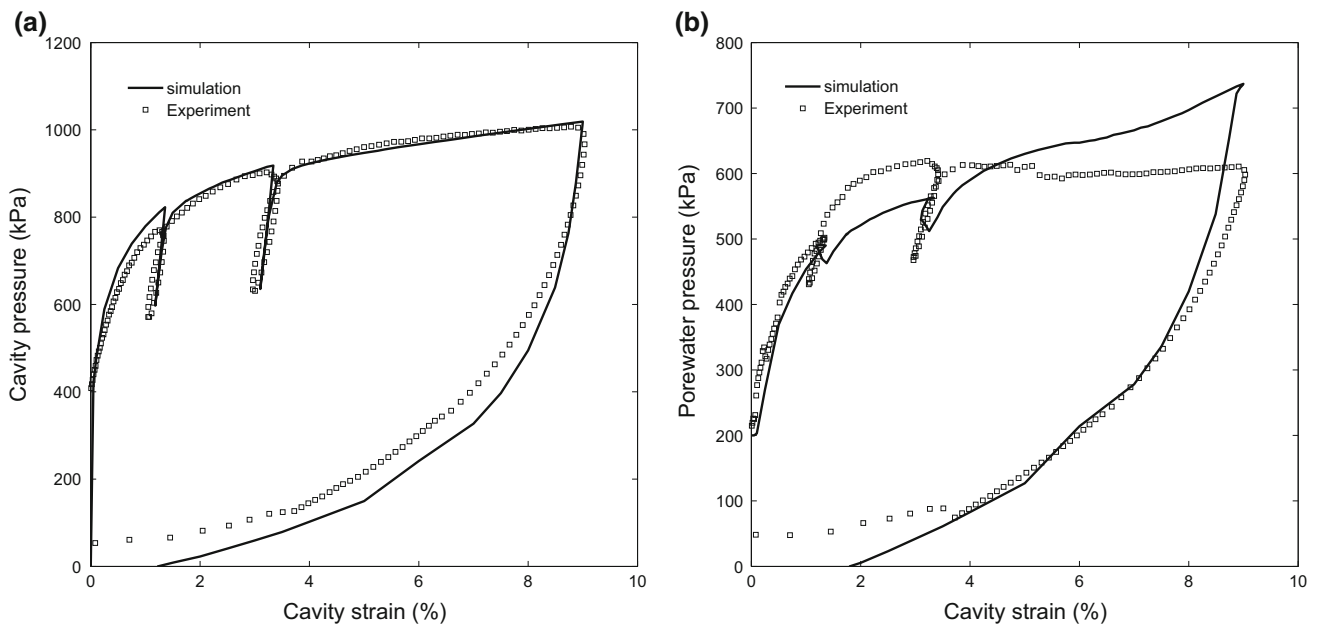 (a)
1200
1000
800
600
400
200
0
Cavity pressure (kPa)
simulation
Experiment
0 2 4 6 8 10
Cavity strain (%)
(b)
800
700
600
500
400
300
200
100
0
Porewater pressure (kPa)
simulation
Experiment
0 2 4 6 8 10
Cavity strain (%)